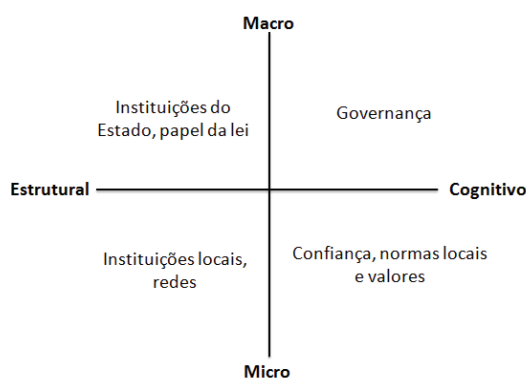 Macro
Instituições do
Estado, papel da lei
Governança
Estrutural
Cognitivo
Instituições locais,
redes
Confiança, normas locais
e valores
Micro